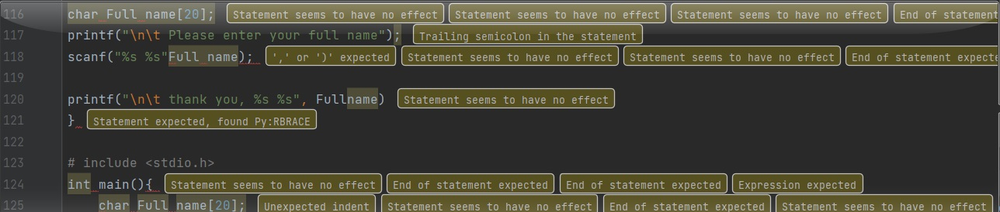 116 char Full name[20]; Statement seems to have no effect Statement seems to have no effect Statement seems to have no effect End of statement
117 printf("\n\t Please enter your full name"); Trailing semicolon in the statement
118 scanf("%s %s"Full name); ',' or ')' expected Statement seems to have no effect Statement seems to have no effect End of statement expecte
119
120 printf("\n\t thank you, %s %s", Fullname) Statement seems to have no effect
121 } Statement expected, found Py:RBRACE
122
123 # include <stdio.h>
124 int main(){ Statement seems to have no effect End of statement expected End of statement expected Expression expected
125 char Full name[20]; Unexpected indent Statement seems to have no effect End of statement expected Statement seems to have no effect